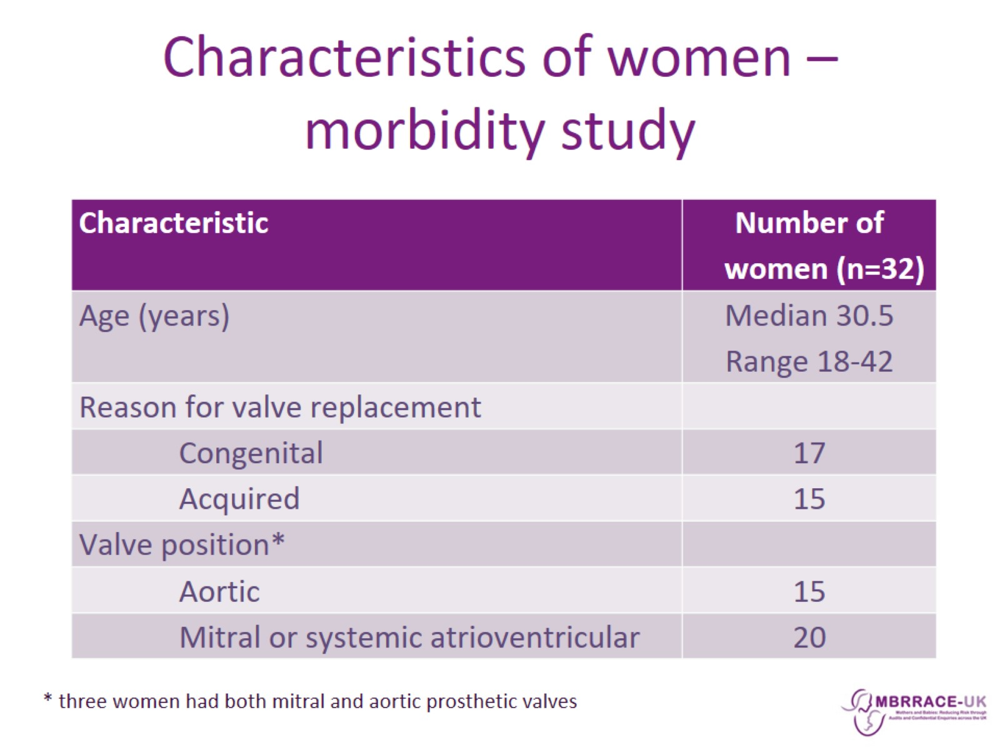 Characteristics of women –
morbidity study
Characteristic
Number of
women (n=32)
Age (years)
Median 30.5
Range 18-42
Reason for valve replacement
Congenital 17
Acquired 15
Valve position*
Aortic 15
Mitral or systemic atrioventricular 20
* three women had both mitral and aortic prosthetic valves
MBRRACE-UK
Mothers and Babies: Reducing Risk through
Audits and Confidential Enquiries across the UK